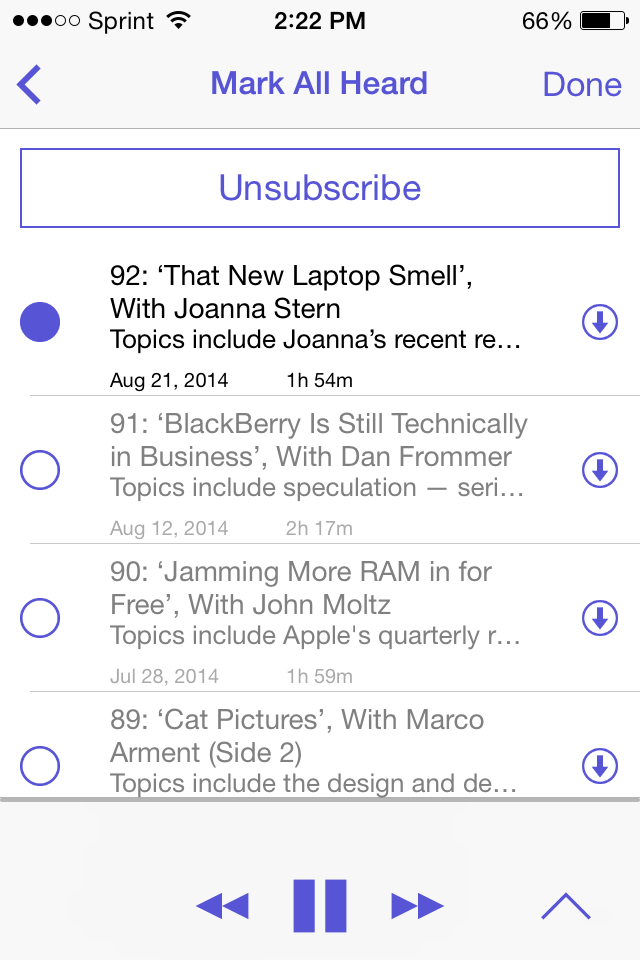 Sprint 2:22 PM 66%
Mark All Heard Done
Unsubscribe
92: ‘That New Laptop Smell’,
With Joanna Stern
Topics include Joanna’s recent re…
Aug 21, 2014 1h 54m
91: ‘BlackBerry Is Still Technically
in Business’, With Dan Frommer
Topics include speculation — seri…
Aug 12, 2014 2h 17m
90: ‘Jamming More RAM in for
Free’, With John Moltz
Topics include Apple's quarterly r…
Jul 28, 2014 1h 59m
89: ‘Cat Pictures’, With Marco
Arment (Side 2)
Topics include the design and de…